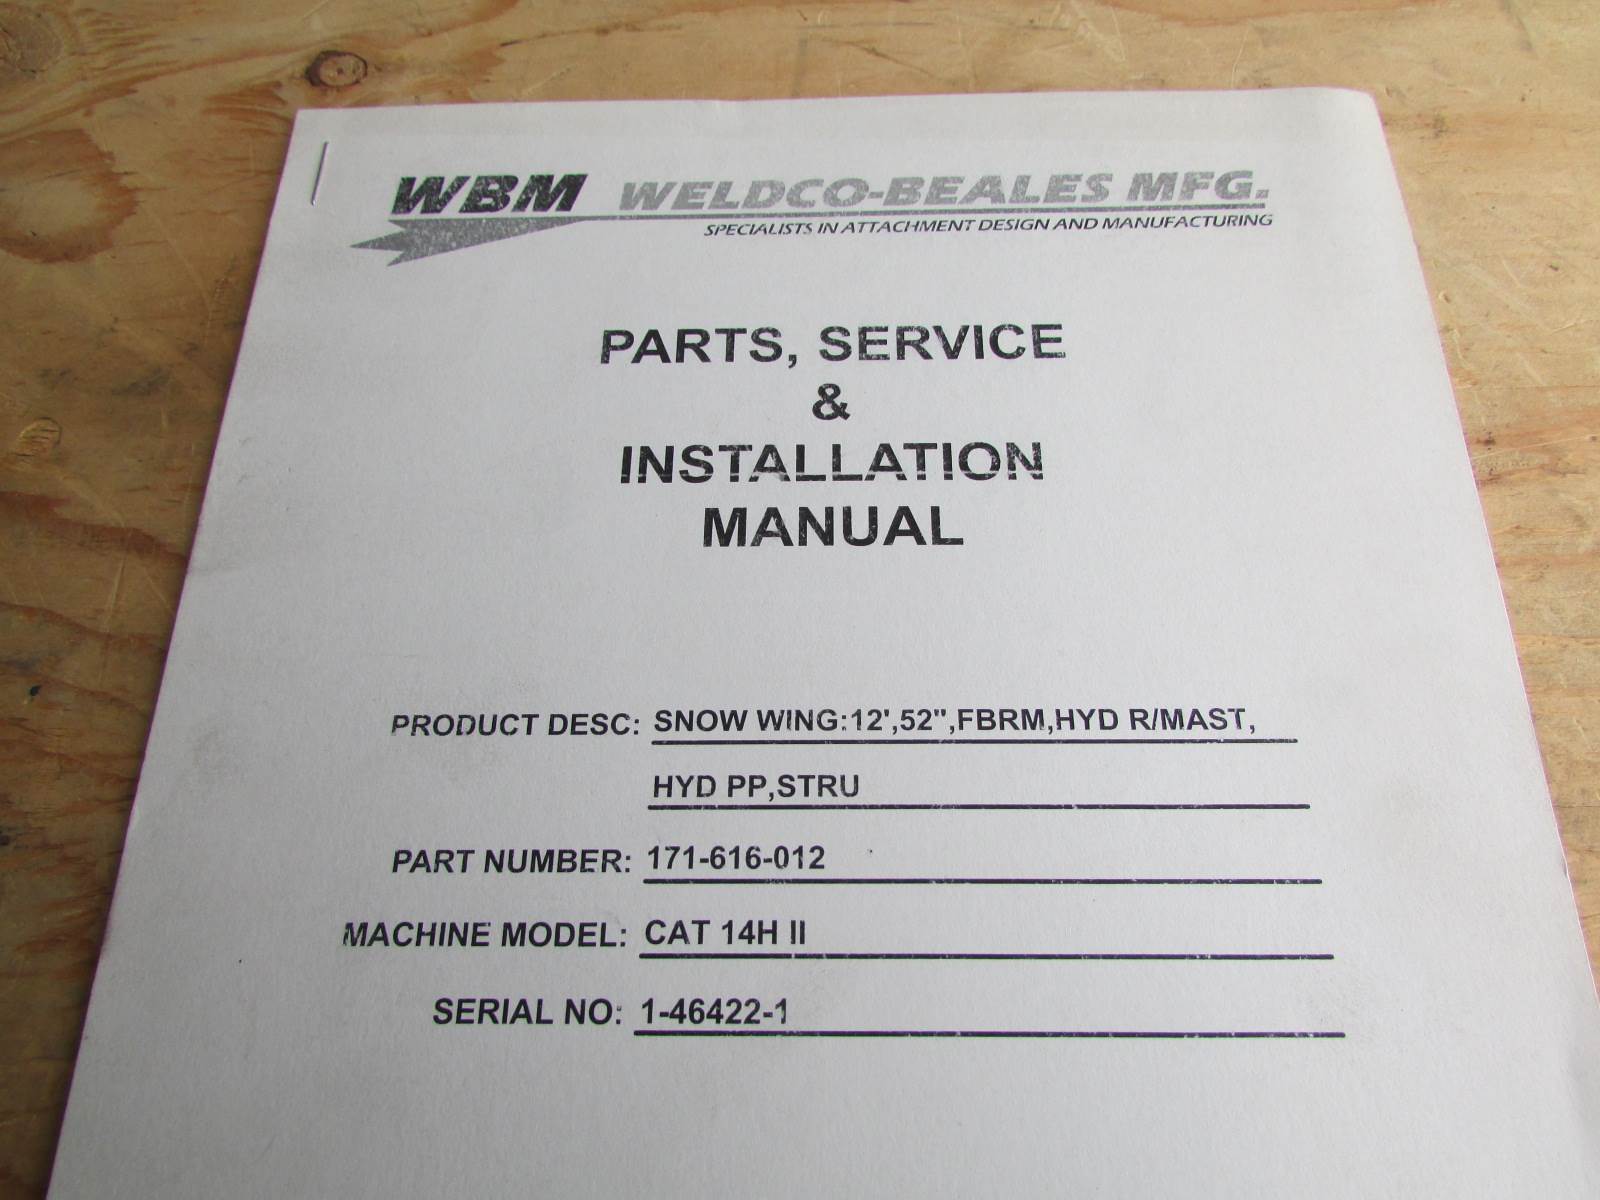 WBM WELDCO-BEALES MFG.
SPECIALISTS IN ATTACHMENT DESIGN AND MANUFACTURING
PARTS, SERVICE
&
INSTALLATION
MANUAL
PRODUCT DESC: SNOW WING:12',52",FBRM,HYD R/MAST,
HYD PP,STRU
PART NUMBER: 171-616-012
MACHINE MODEL: CAT 14H II
SERIAL NO: 1-46422-1